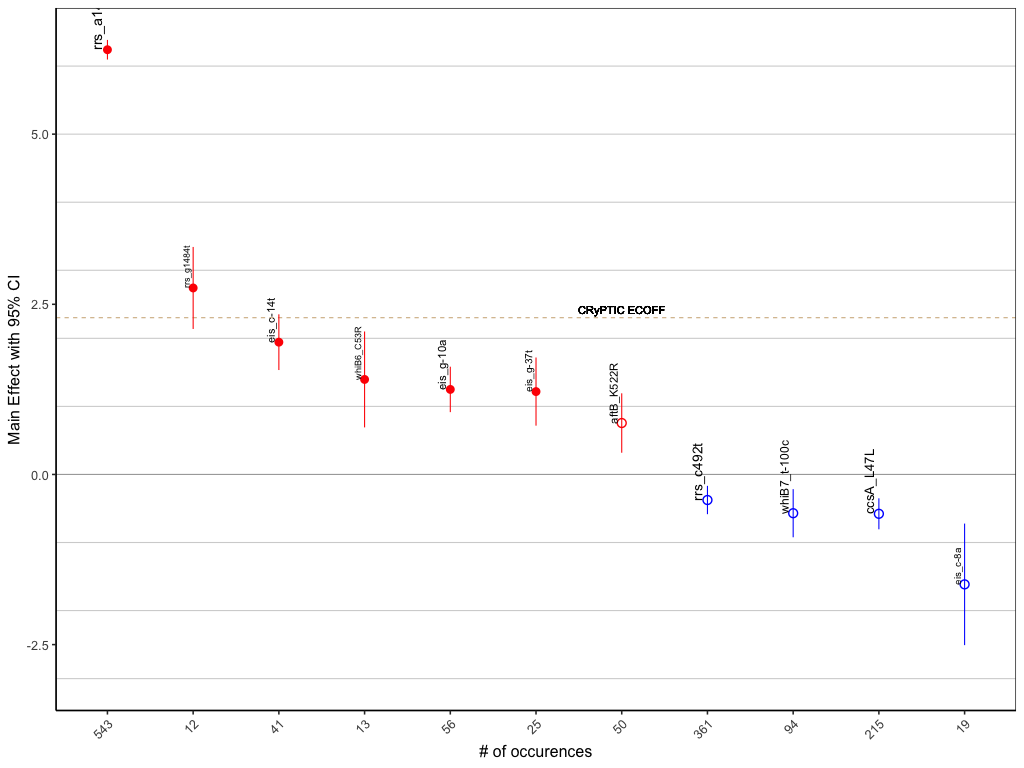 Main Effect with 95% CI
5.0
2.5
0.0
-2.5
rrs_g1484t
eis_c-14t
whiB6_C53R
eis_g-10a
eis_g-37t
CRyPTIC ECOFF
aftB_K522R
rrs_c492t
whiB7_t-100c
ccsA_L47L
eis_c-8a
543
12
41
13
56
25
50
361
94
215
19
# of occurences